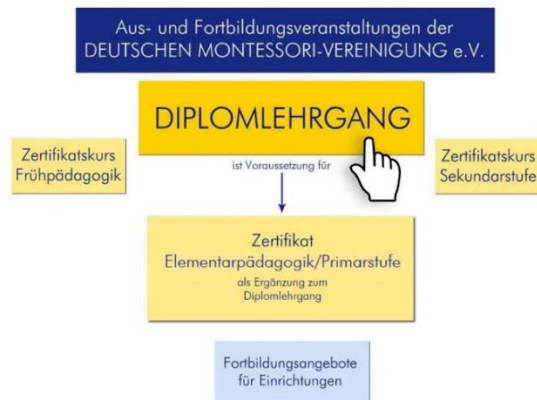 Aus- und Fortbildungsveranstaltungen der
DEUTSCHEN MONTESSORI-VEREINIGUNG e.V.
DIPLOMLEHRGANG
Zertifikatskurs
Frühpädagogik
ist Voraussetzung für
Zertifikatskurs
Sekundarstufe
Zertifikat
Elementarpädagogik/Primarstufe
als Ergänzung zum
Diplomlehrgang
Fortbildungsangebote
für Einrichtungen